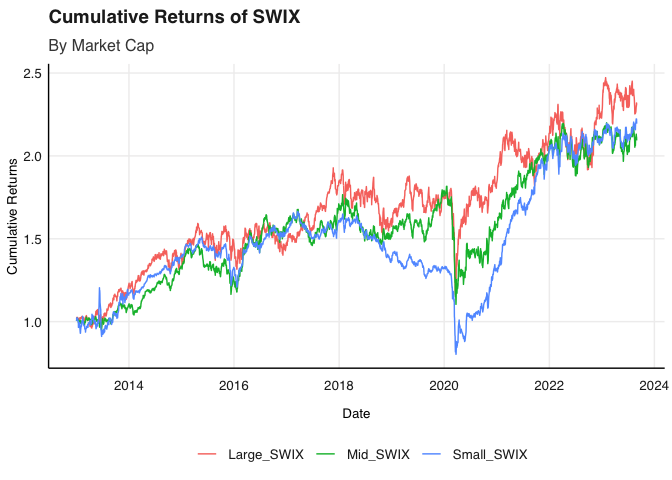 Cumulative Returns of SWIX
By Market Cap
2.5
2.0
1.5
1.0
Cumulative Returns
2014 2016 2018 2020 2022 2024
Date
Large_SWIX Mid_SWIX Small_SWIX